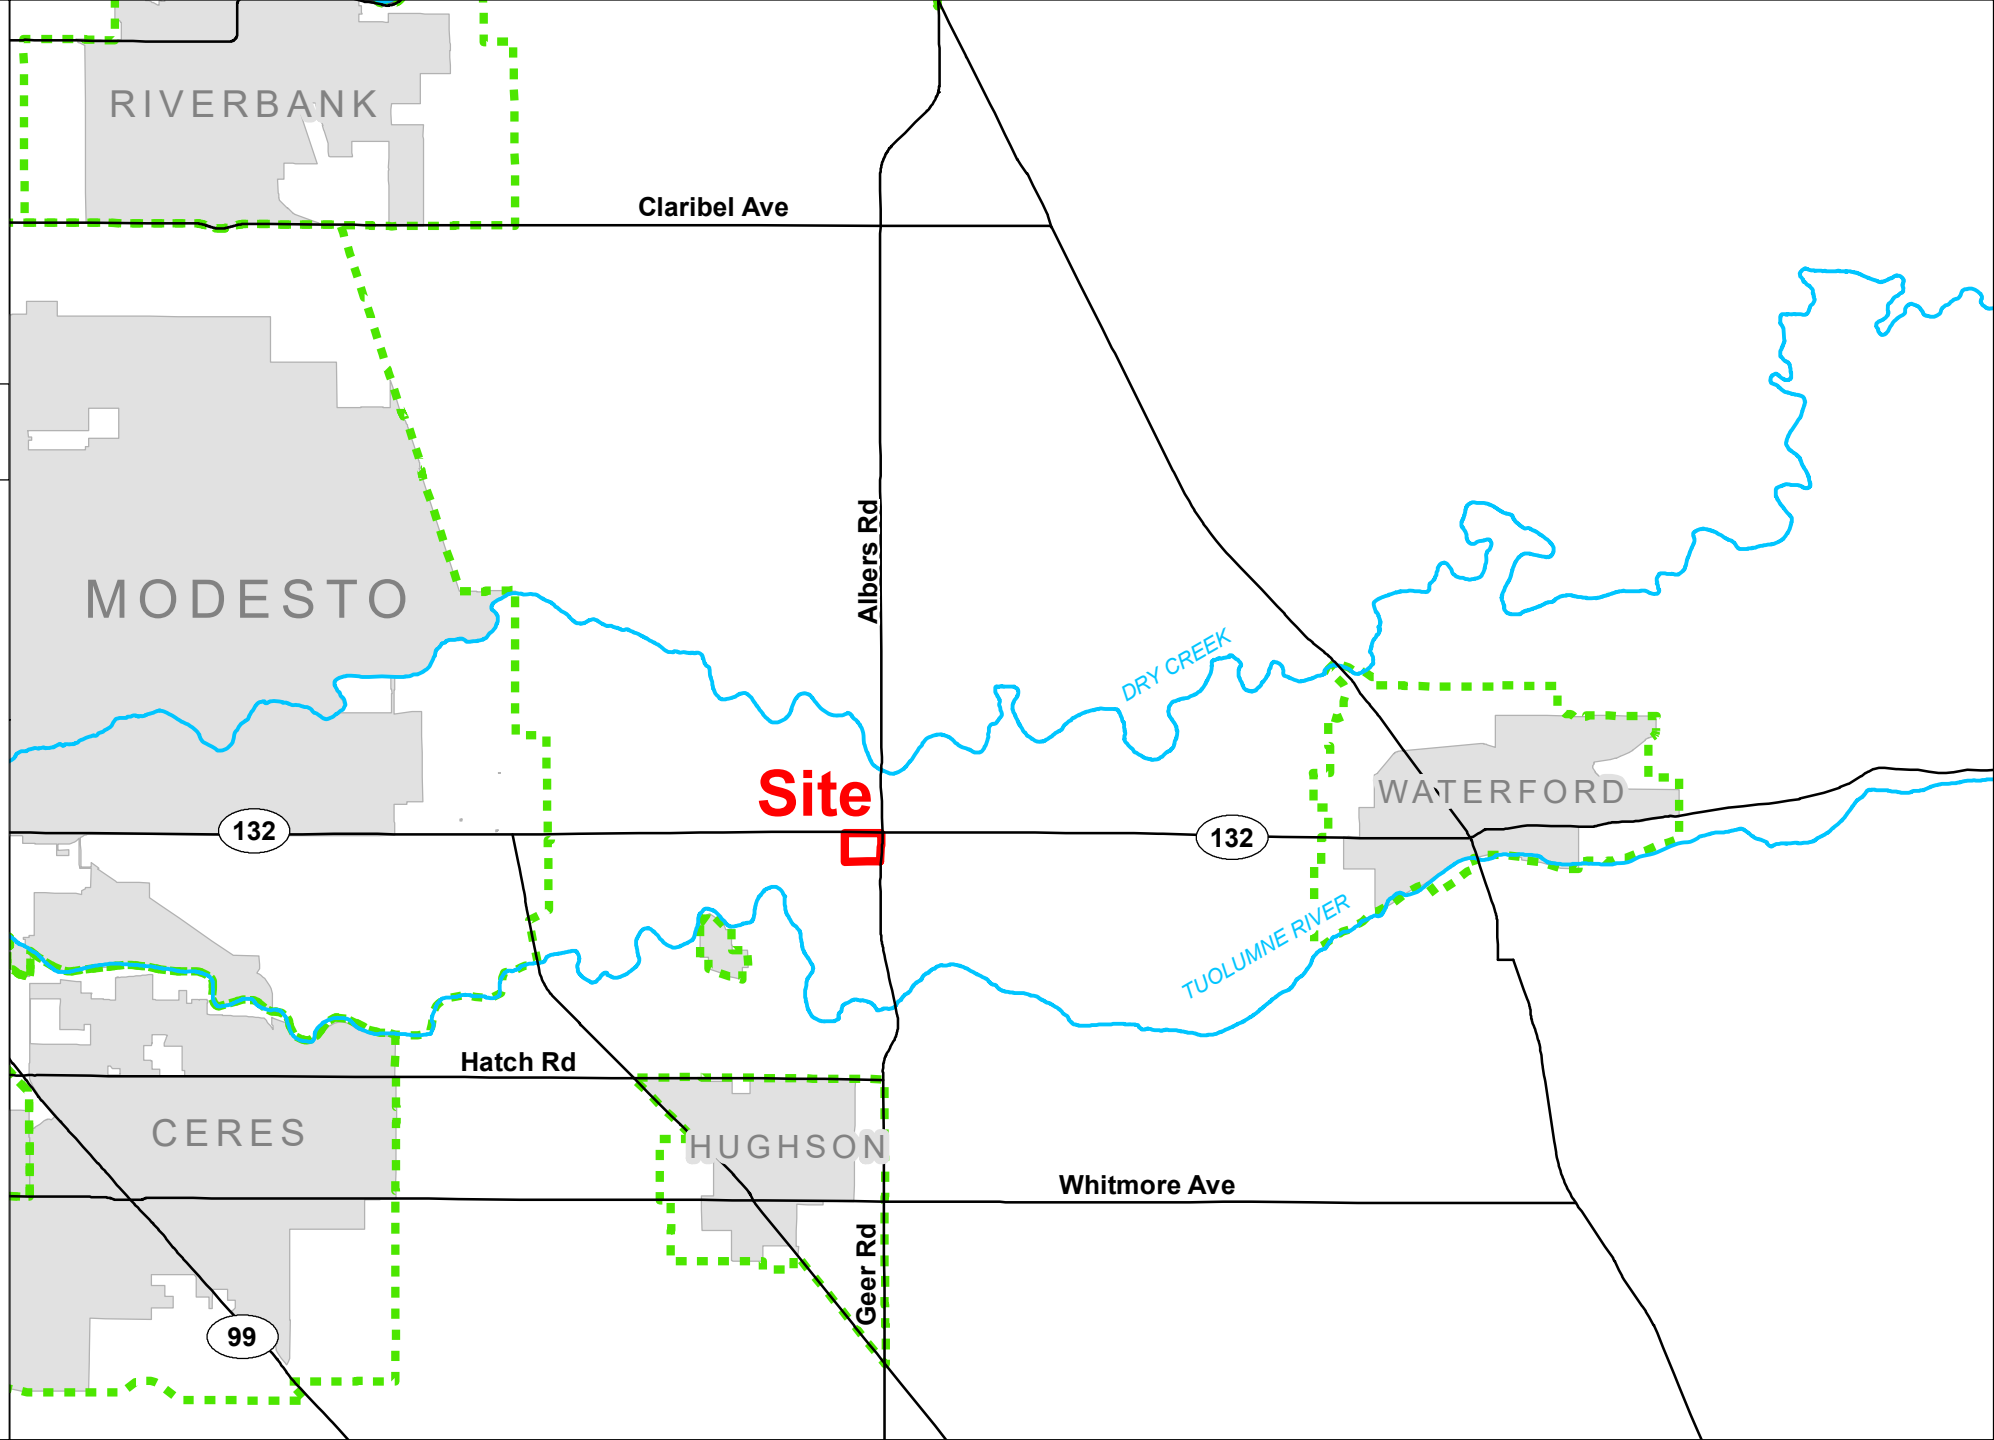 RIVERBANK
Claribel Ave
Albers Rd
MODESTO
DRY CREEK
Site
WATERFORD
132
132
TUOLUMNE RIVER
Hatch Rd
CERES
HUGHSON
Whitmore Ave
Geer Rd
99